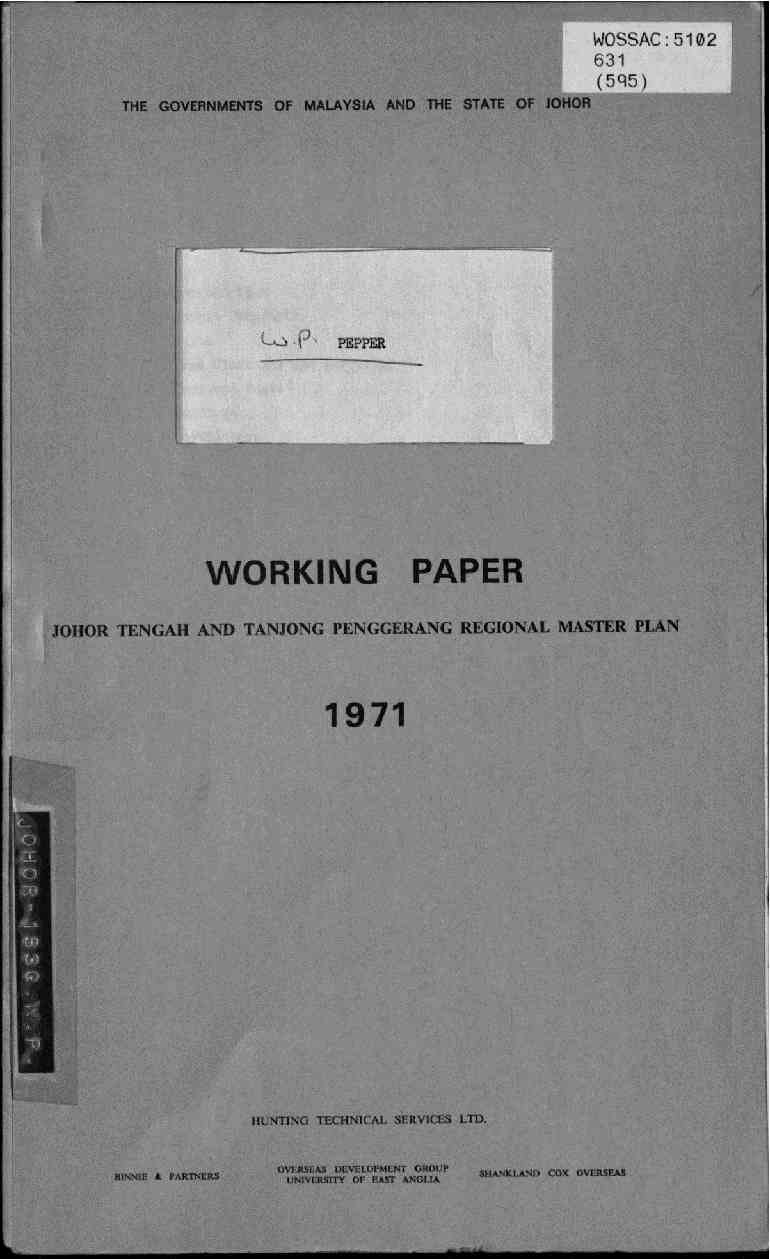 WOSSAC:5102
631
(595)
THE GOVERNMENTS OF MALAYSIA AND THE STATE OF JOHOR
W.P. PEPPER
WORKING PAPER
JOHOR TENGAH AND TANJONG PENGGERANG REGIONAL MASTER PLAN
1971
HUNTING TECHNICAL SERVICES LTD.
BINNIE & PARTNERS
OVERSEAS DEVELOPMENT GROUP
UNIVERSITY OF EAST ANGLIA
SHANKLAND COX OVERSEAS